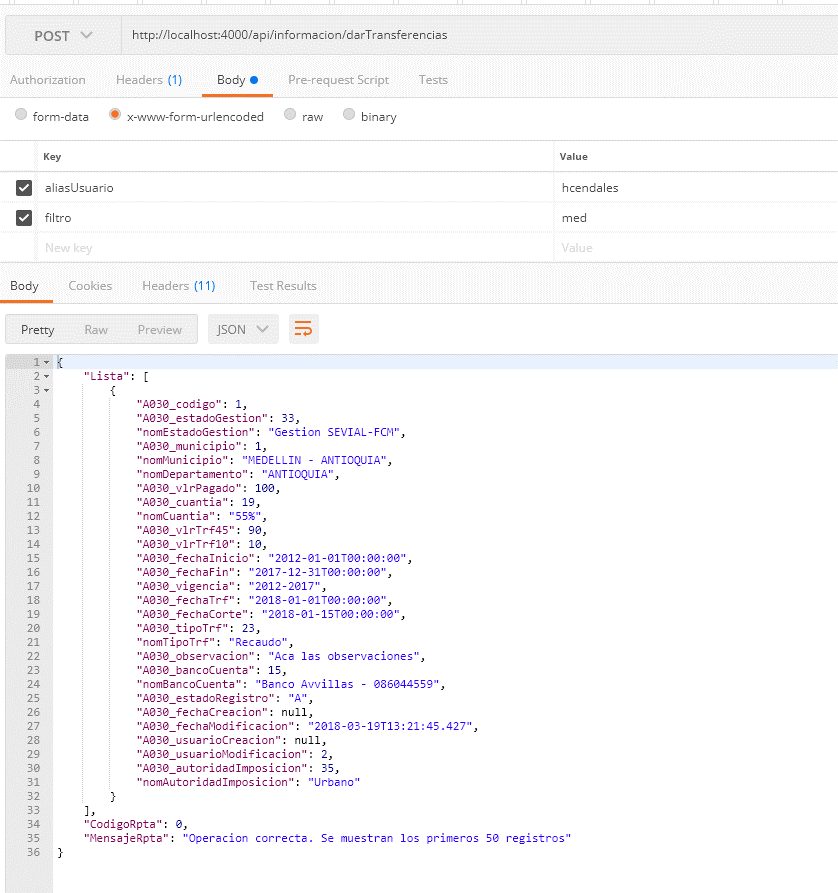 POST http://localhost:4000/api/informacion/darTransferencias
Authorization Headers (1) Body Pre-request Script Tests
form-data x-www-form-urlencoded raw binary
Key Value
aliasUsuario hcendales
filtro med
New key Value
Body Cookies Headers (11) Test Results
Pretty Raw Preview JSON
1 {
2 "Lista": [
3 {
4 "A030_codigo": 1,
5 "A030_estadoGestion": 33,
6 "nomEstadoGestion": "Gestion SEVIAL-FCM",
7 "A030_municipio": 1,
8 "nomMunicipio": "MEDELLIN - ANTIOQUIA",
9 "nomDepartamento": "ANTIOQUIA",
10 "A030_vlrPagado": 100,
11 "A030_cuantia": 19,
12 "nomCuantia": "55%",
13 "A030_vlrTrf45": 90,
14 "A030_vlrTrf10": 10,
15 "A030_fechaInicio": "2012-01-01T00:00:00",
16 "A030_fechaFin": "2017-12-31T00:00:00",
17 "A030_vigencia": "2012-2017",
18 "A030_fechaTrf": "2018-01-01T00:00:00",
19 "A030_fechaCorte": "2018-01-15T00:00:00",
20 "A030_tipoTrf": 23,
21 "nomTipoTrf": "Recaudo",
22 "A030_observacion": "Aca las observaciones",
23 "A030_bancoCuenta": 15,
24 "nomBancoCuenta": "Banco Avvillas - 086044559",
25 "A030_estadoRegistro": "A",
26 "A030_fechaCreacion": null,
27 "A030_fechaModificacion": "2018-03-19T13:21:45.427",
28 "A030_usuarioCreacion": null,
29 "A030_usuarioModificacion": 2,
30 "A030_autoridadImposicion": 35,
31 "nomAutoridadImposicion": "Urbano"
32 }
33 ],
34 "CodigoRpta": 0,
35 "MensajeRpta": "Operacion correcta. Se muestran los primeros 50 registros"
36 }